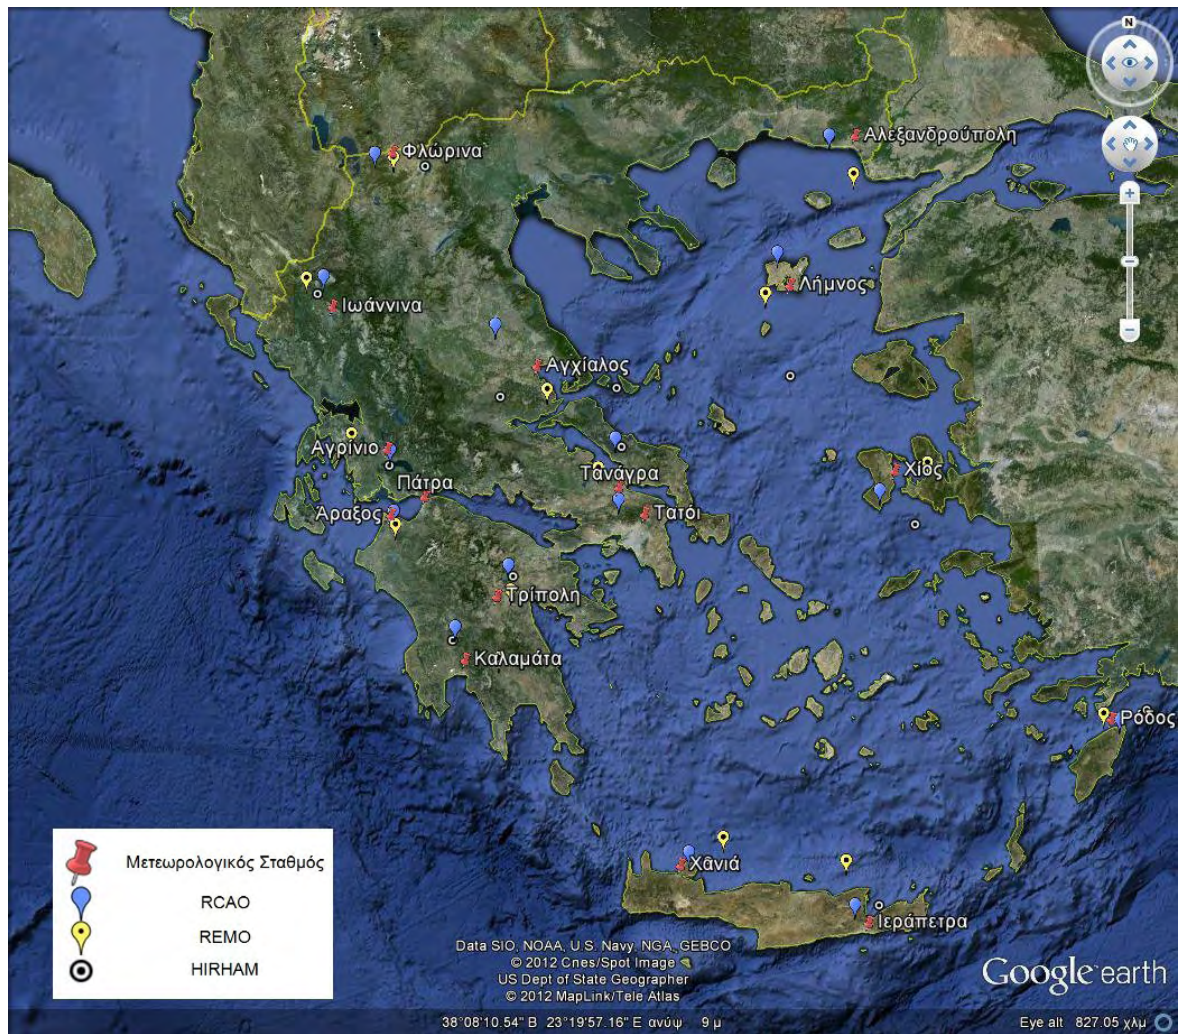 N
Αλεξανδρούπολη
Φλώρινα
Λήμνος
Ιωάννινα
Αγχίαλος
Αγρίνιο
Χίος
Τανάγρα
Πάτρα
Άραξος
Τατόι
Τρίπολη
Καλαμάτα
Ρόδος
Χανιά
Ιεράπετρα
Μετεωρολογικός Σταθμός
RCAO
REMO
HIRHAM
Data SIO, NOAA, U.S. Navy, NGA, GEBCO
© 2012 Cnes/Spot Image
US Dept of State Geographer
© 2012 MapLink/Tele Atlas
Google earth
38°08'10.54" Β 23°19'57.16" Ε ανύψ 9 μ
Eye alt 827.05 χλμ